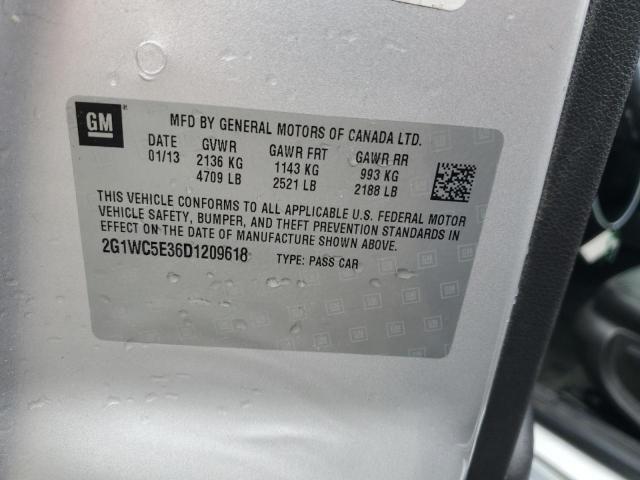 GM
MFD BY GENERAL MOTORS OF CANADA LTD.
DATE GVWR GAWR FRT GAWR RR
01/13 2136 KG 1143 KG 993 KG
4709 LB 2521 LB 2188 LB
THIS VEHICLE CONFORMS TO ALL APPLICABLE U.S. FEDERAL MOTOR
VEHICLE SAFETY, BUMPER, AND THEFT PREVENTION STANDARDS IN
EFFECT ON THE DATE OF MANUFACTURE SHOWN ABOVE.
2G1WC5E36D1209618 TYPE: PASS CAR